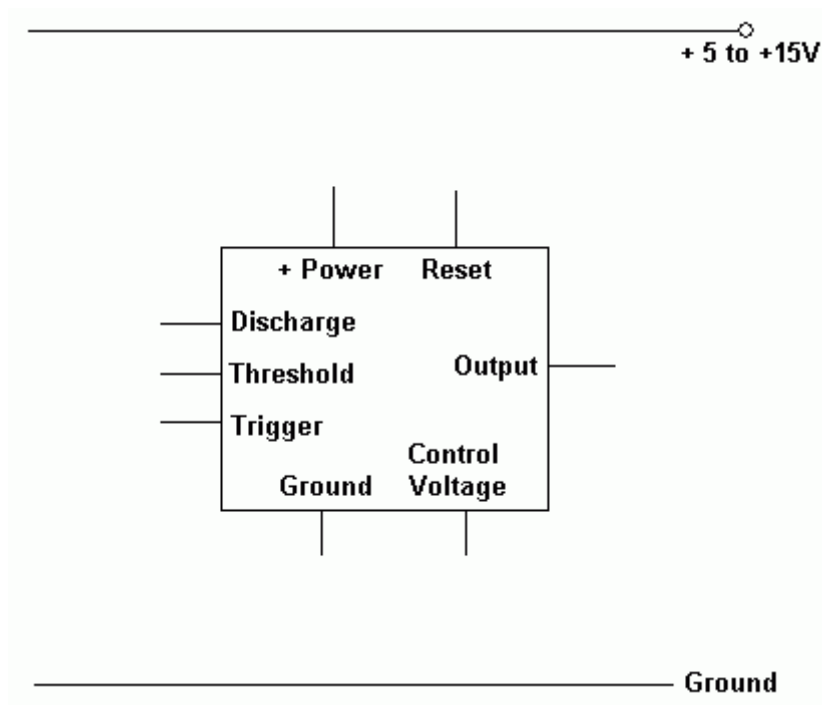 + 5 to +15V
+ Power Reset
Discharge
Threshold Output
Trigger
Control
Ground Voltage
Ground